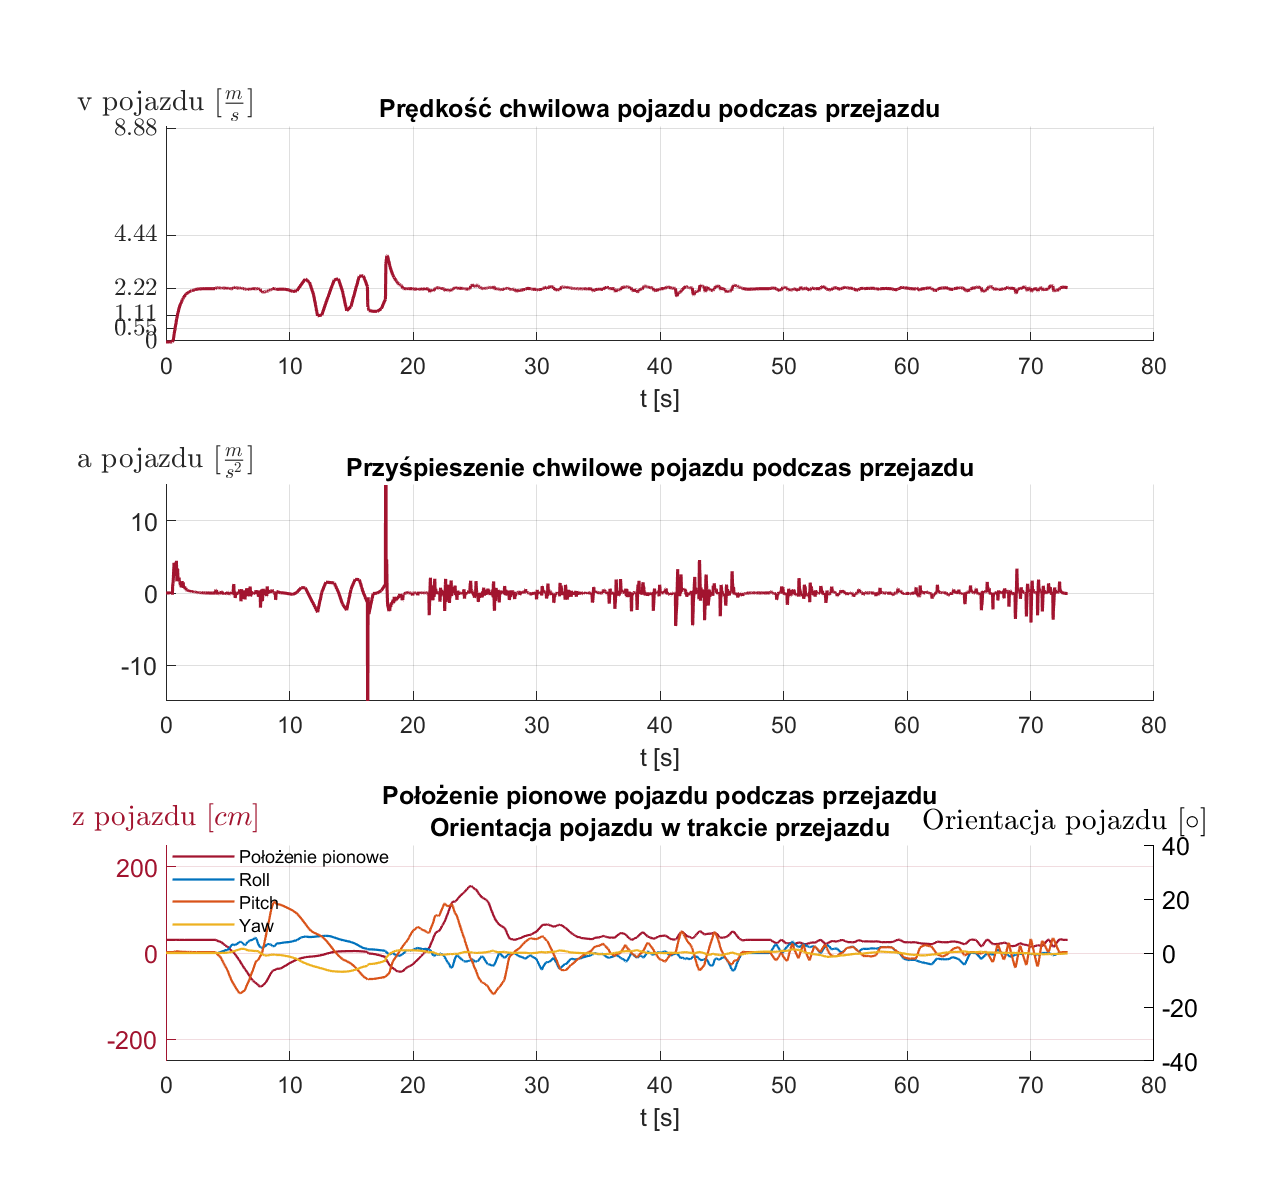 v pojazdu [m/s]
Prędkość chwilowa pojazdu podczas przejazdu
8.88
4.44
2.22
1.11
0.55
0
0 10 20 30 40 50 60 70 80
t [s]
a pojazdu [m/s²]
Przyśpieszenie chwilowe pojazdu podczas przejazdu
10
0
-10
0 10 20 30 40 50 60 70 80
t [s]
Położenie pionowe pojazdu podczas przejazdu
z pojazdu [cm]
Orientacja pojazdu w trakcie przejazdu
Orientacja pojazdu [∘]
200
0
-200
Położenie pionowe
Roll
Pitch
Yaw
40
20
0
-20
-40
0 10 20 30 40 50 60 70 80
t [s]